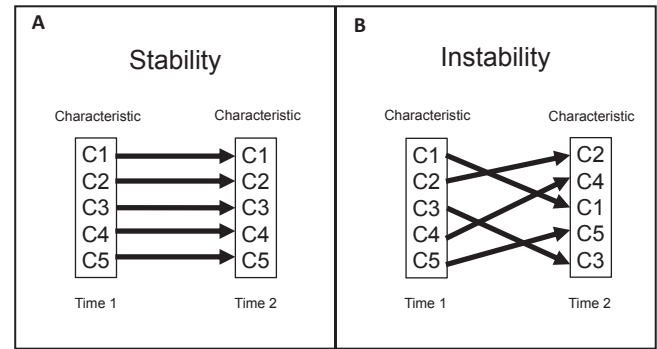 A
Stability
Characteristic
Characteristic
C1
C2
C3
C4
C5
C1
C2
C3
C4
C5
Time 1
Time 2
B
Instability
Characteristic
Characteristic
C1
C2
C3
C4
C5
C2
C4
C1
C5
C3
Time 1
Time 2